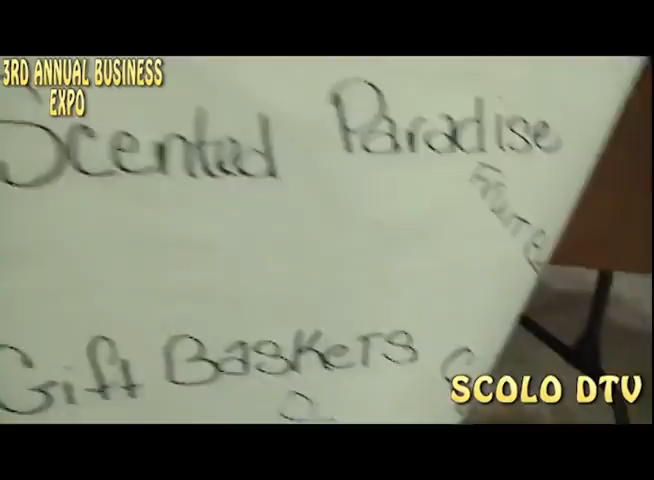 3RD ANNUAL BUSINESS
EXPO
Scented Paradise
Gift Baskets
SCOLO DTV